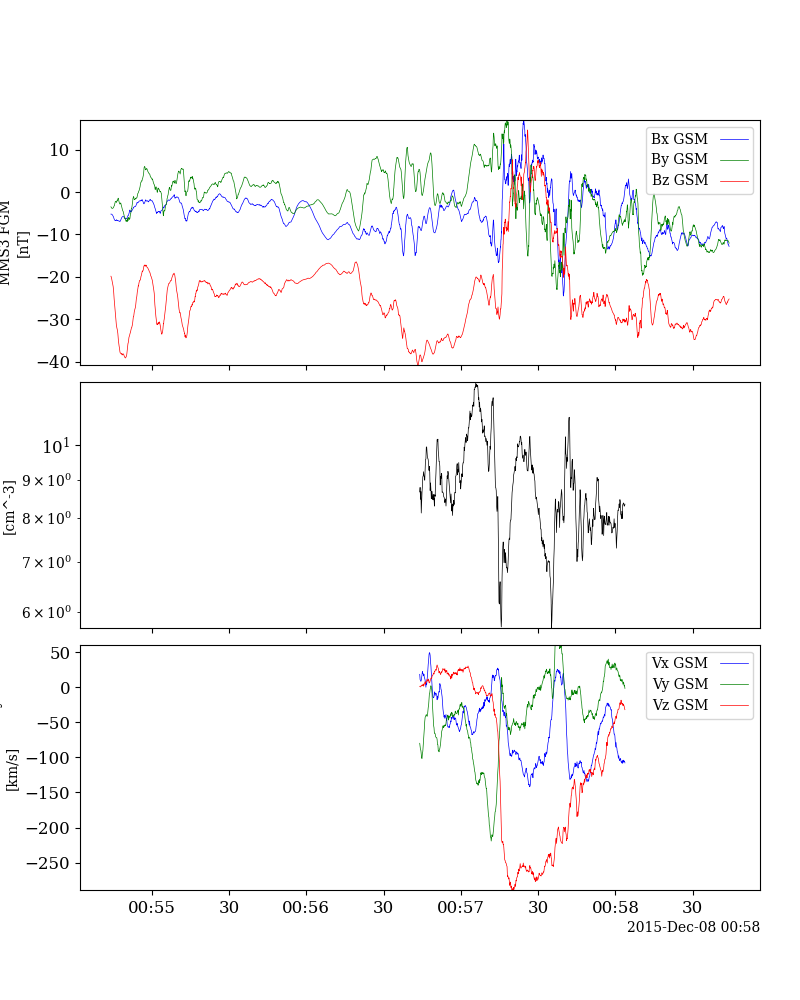 MMS3 FGM
[nT]
10
0
−10
−20
−30
−40
Bx GSM
By GSM
Bz GSM
[cm^-3]
10¹
9 × 10⁰
8 × 10⁰
7 × 10⁰
6 × 10⁰
[km/s]
50
0
−50
−100
−150
−200
−250
Vx GSM
Vy GSM
Vz GSM
00:55 30 00:56 30 00:57 30 00:58 30
2015-Dec-08 00:58